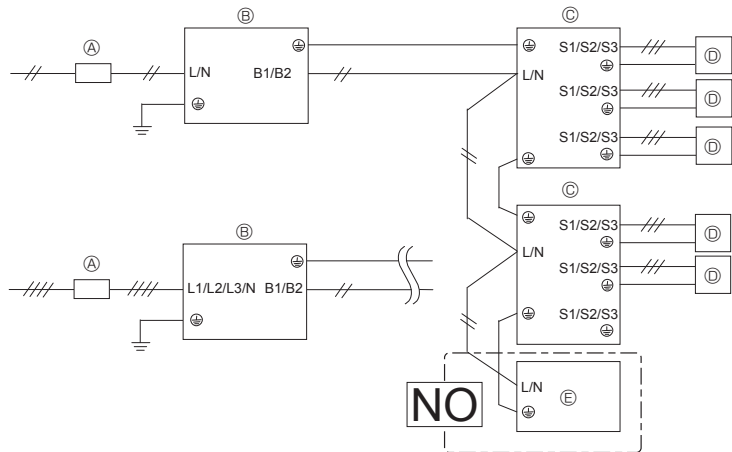 Ⓐ
Ⓑ
L/N
B1/B2
Ⓒ
L/N
S1/S2/S3
Ⓓ
S1/S2/S3
Ⓓ
S1/S2/S3
Ⓓ
Ⓐ
Ⓑ
L1/L2/L3/N
B1/B2
Ⓒ
L/N
S1/S2/S3
Ⓓ
S1/S2/S3
Ⓓ
S1/S2/S3
NO
L/N
Ⓔ